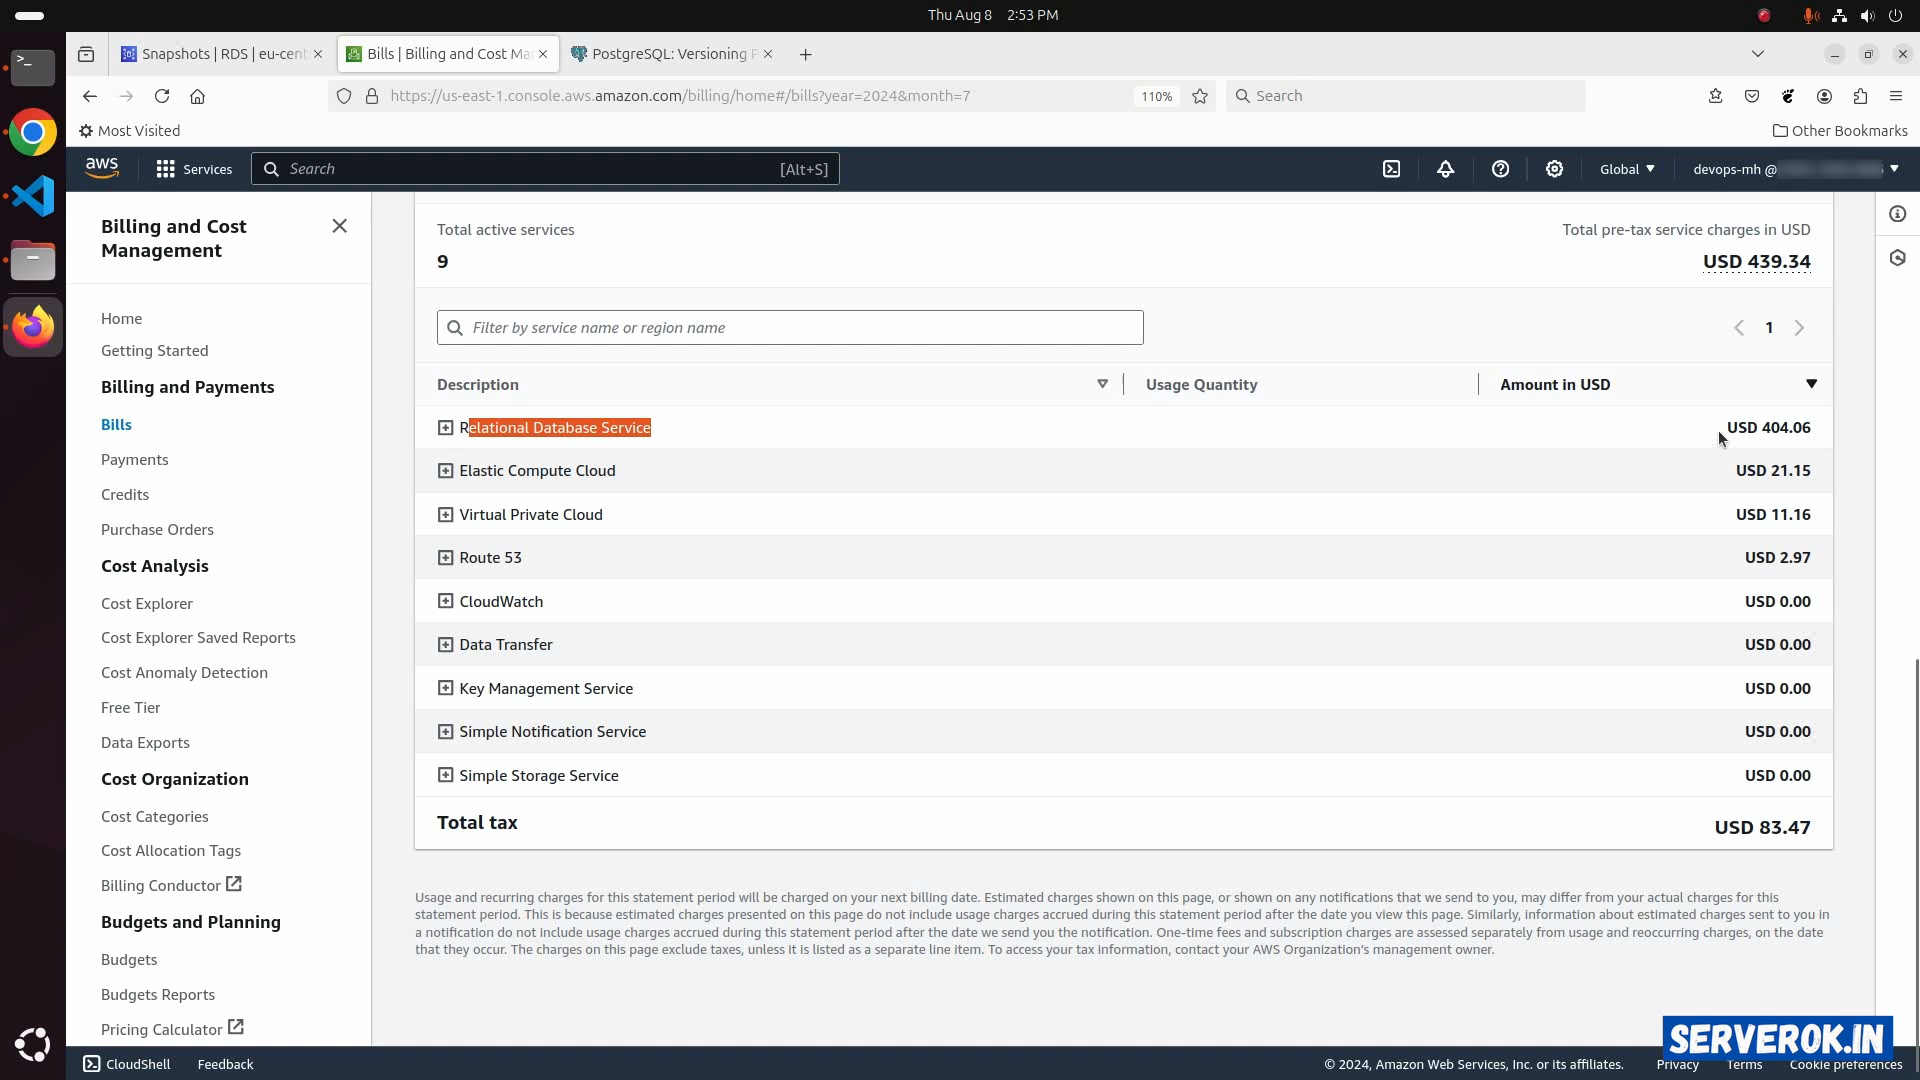 Thu Aug 8 2:53 PM
Snapshots | RDS | eu-cent
Bills | Billing and Cost Ma
PostgreSQL: Versioning P
https://us-east-1.console.aws.amazon.com/billing/home#/bills?year=2024&month=7
110%
Search
Most Visited
Other Bookmarks
aws
Services
Search
[Alt+S]
Global
devops-mh @
Billing and Cost
Management
Home
Getting Started
Billing and Payments
Bills
Payments
Credits
Purchase Orders
Cost Analysis
Cost Explorer
Cost Explorer Saved Reports
Cost Anomaly Detection
Free Tier
Data Exports
Cost Organization
Cost Categories
Cost Allocation Tags
Billing Conductor
Budgets and Planning
Budgets
Budgets Reports
Pricing Calculator
Total active services
Total pre-tax service charges in USD
9
USD 439.34
Filter by service name or region name
1
Description Usage Quantity Amount in USD
Relational Database Service USD 404.06
Elastic Compute Cloud USD 21.15
Virtual Private Cloud USD 11.16
Route 53 USD 2.97
CloudWatch USD 0.00
Data Transfer USD 0.00
Key Management Service USD 0.00
Simple Notification Service USD 0.00
Simple Storage Service USD 0.00
Total tax USD 83.47
Usage and recurring charges for this statement period will be charged on your next billing date. Estimated charges shown on this page, or shown on any notifications that we send to you, may differ from your actual charges for this
statement period. This is because estimated charges presented on this page do not include usage charges accrued during this statement period after the date you view this page. Similarly, information about estimated charges sent to you in
a notification do not include usage charges accrued during this statement period after the date we send you the notification. One-time fees and subscription charges are assessed separately from usage and reoccurring charges, on the date
that they occur. The charges on this page exclude taxes, unless it is listed as a separate line item. To access your tax information, contact your AWS Organization's management owner.
SERVEROK.IN
CloudShell
Feedback
© 2024, Amazon Web Services, Inc. or its affiliates.
Privacy
Terms
Cookie preferences